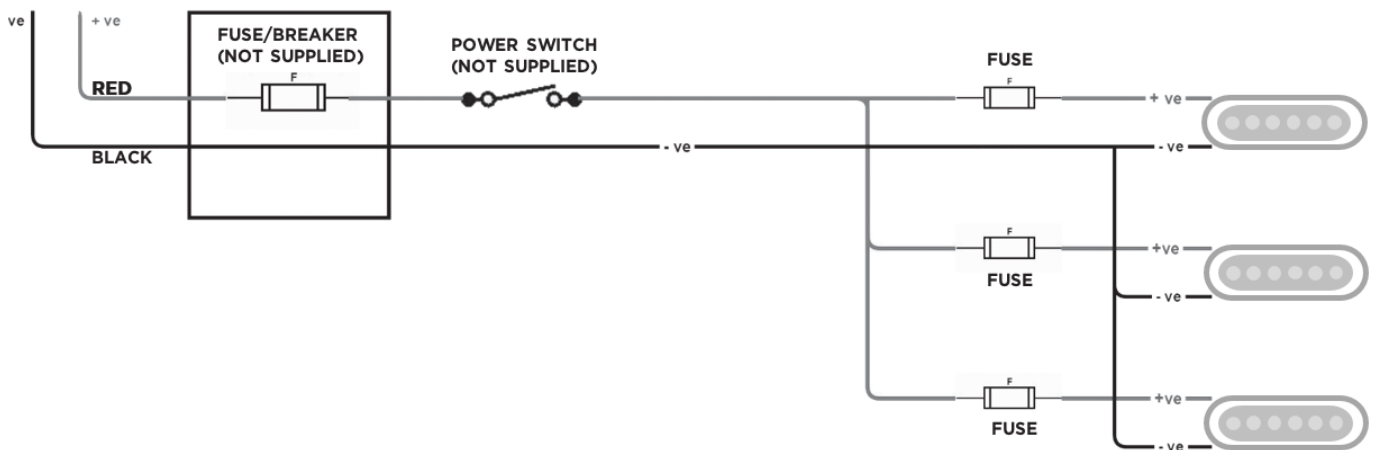 ve
+ ve
FUSE/BREAKER
(NOT SUPPLIED)
F
POWER SWITCH
(NOT SUPPLIED)
FUSE
F
RED
+ ve
BLACK
- ve
- ve
F
+ve
FUSE
- ve
F
+ve
FUSE
- ve